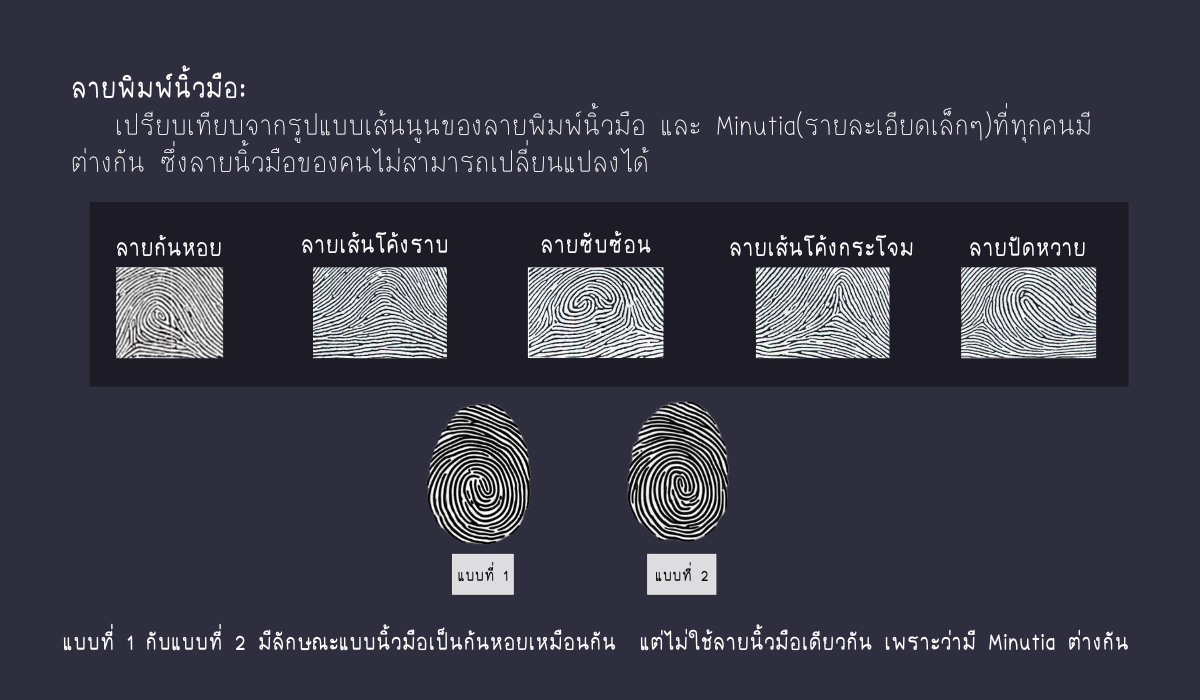 ลายพิมพ์นิ้วมือ:
เปรียบเทียบจากรูปแบบเส้นนูนของลายพิมพ์นิ้วมือ และ Minutia(รายละเอียดเล็กๆ)ที่ทุกคนมี
ต่างกัน ซึ่งลายนิ้วมือของคนไม่สามารถเปลี่ยนแปลงได้
ลายก้นหอย
ลายเส้นโค้งราบ
ลายซับซ้อน
ลายเส้นโค้งกระโจม
ลายปัดหวาย
แบบที่ 1
แบบที่ 2
แบบที่ 1 กับแบบที่ 2 มีลักษณะแบบนิ้วมือเป็นก้นหอยเหมือนกัน แต่ไม่ใช้ลายนิ้วมือเดียวกัน เพราะว่ามี Minutia ต่างกัน